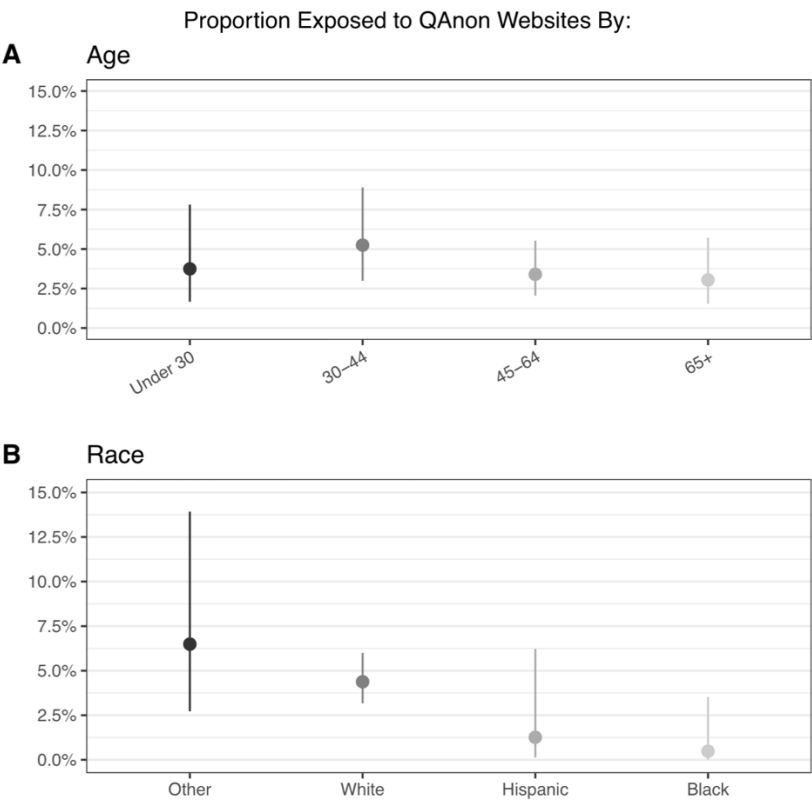 Proportion Exposed to QAnon Websites By:
A Age
15.0%
12.5%
10.0%
7.5%
5.0%
2.5%
0.0%
Under 30 30–44 45–64 65+
B Race
15.0%
12.5%
10.0%
7.5%
5.0%
2.5%
0.0%
Other White Hispanic Black